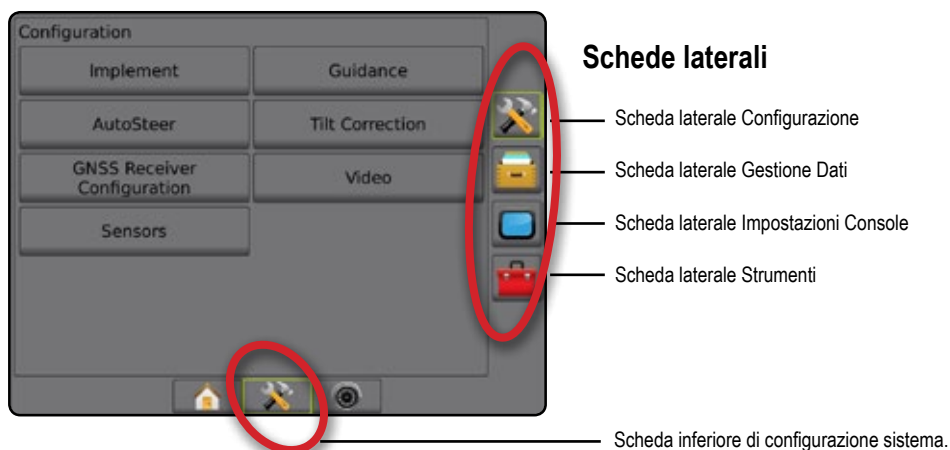 Configuration
Implement
Guidance
AutoSteer
Tilt Correction
GNSS Receiver
Configuration
Video
Sensors
Schede laterali
Scheda laterale Configurazione
Scheda laterale Gestione Dati
Scheda laterale Impostazioni Console
Scheda laterale Strumenti
Scheda inferiore di configurazione sistema.